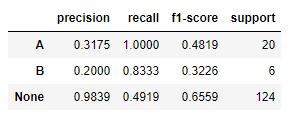 precision recall f1-score support
A 0.3175 1.0000 0.4819 20
B 0.2000 0.8333 0.3226 6
None 0.9839 0.4919 0.6559 124